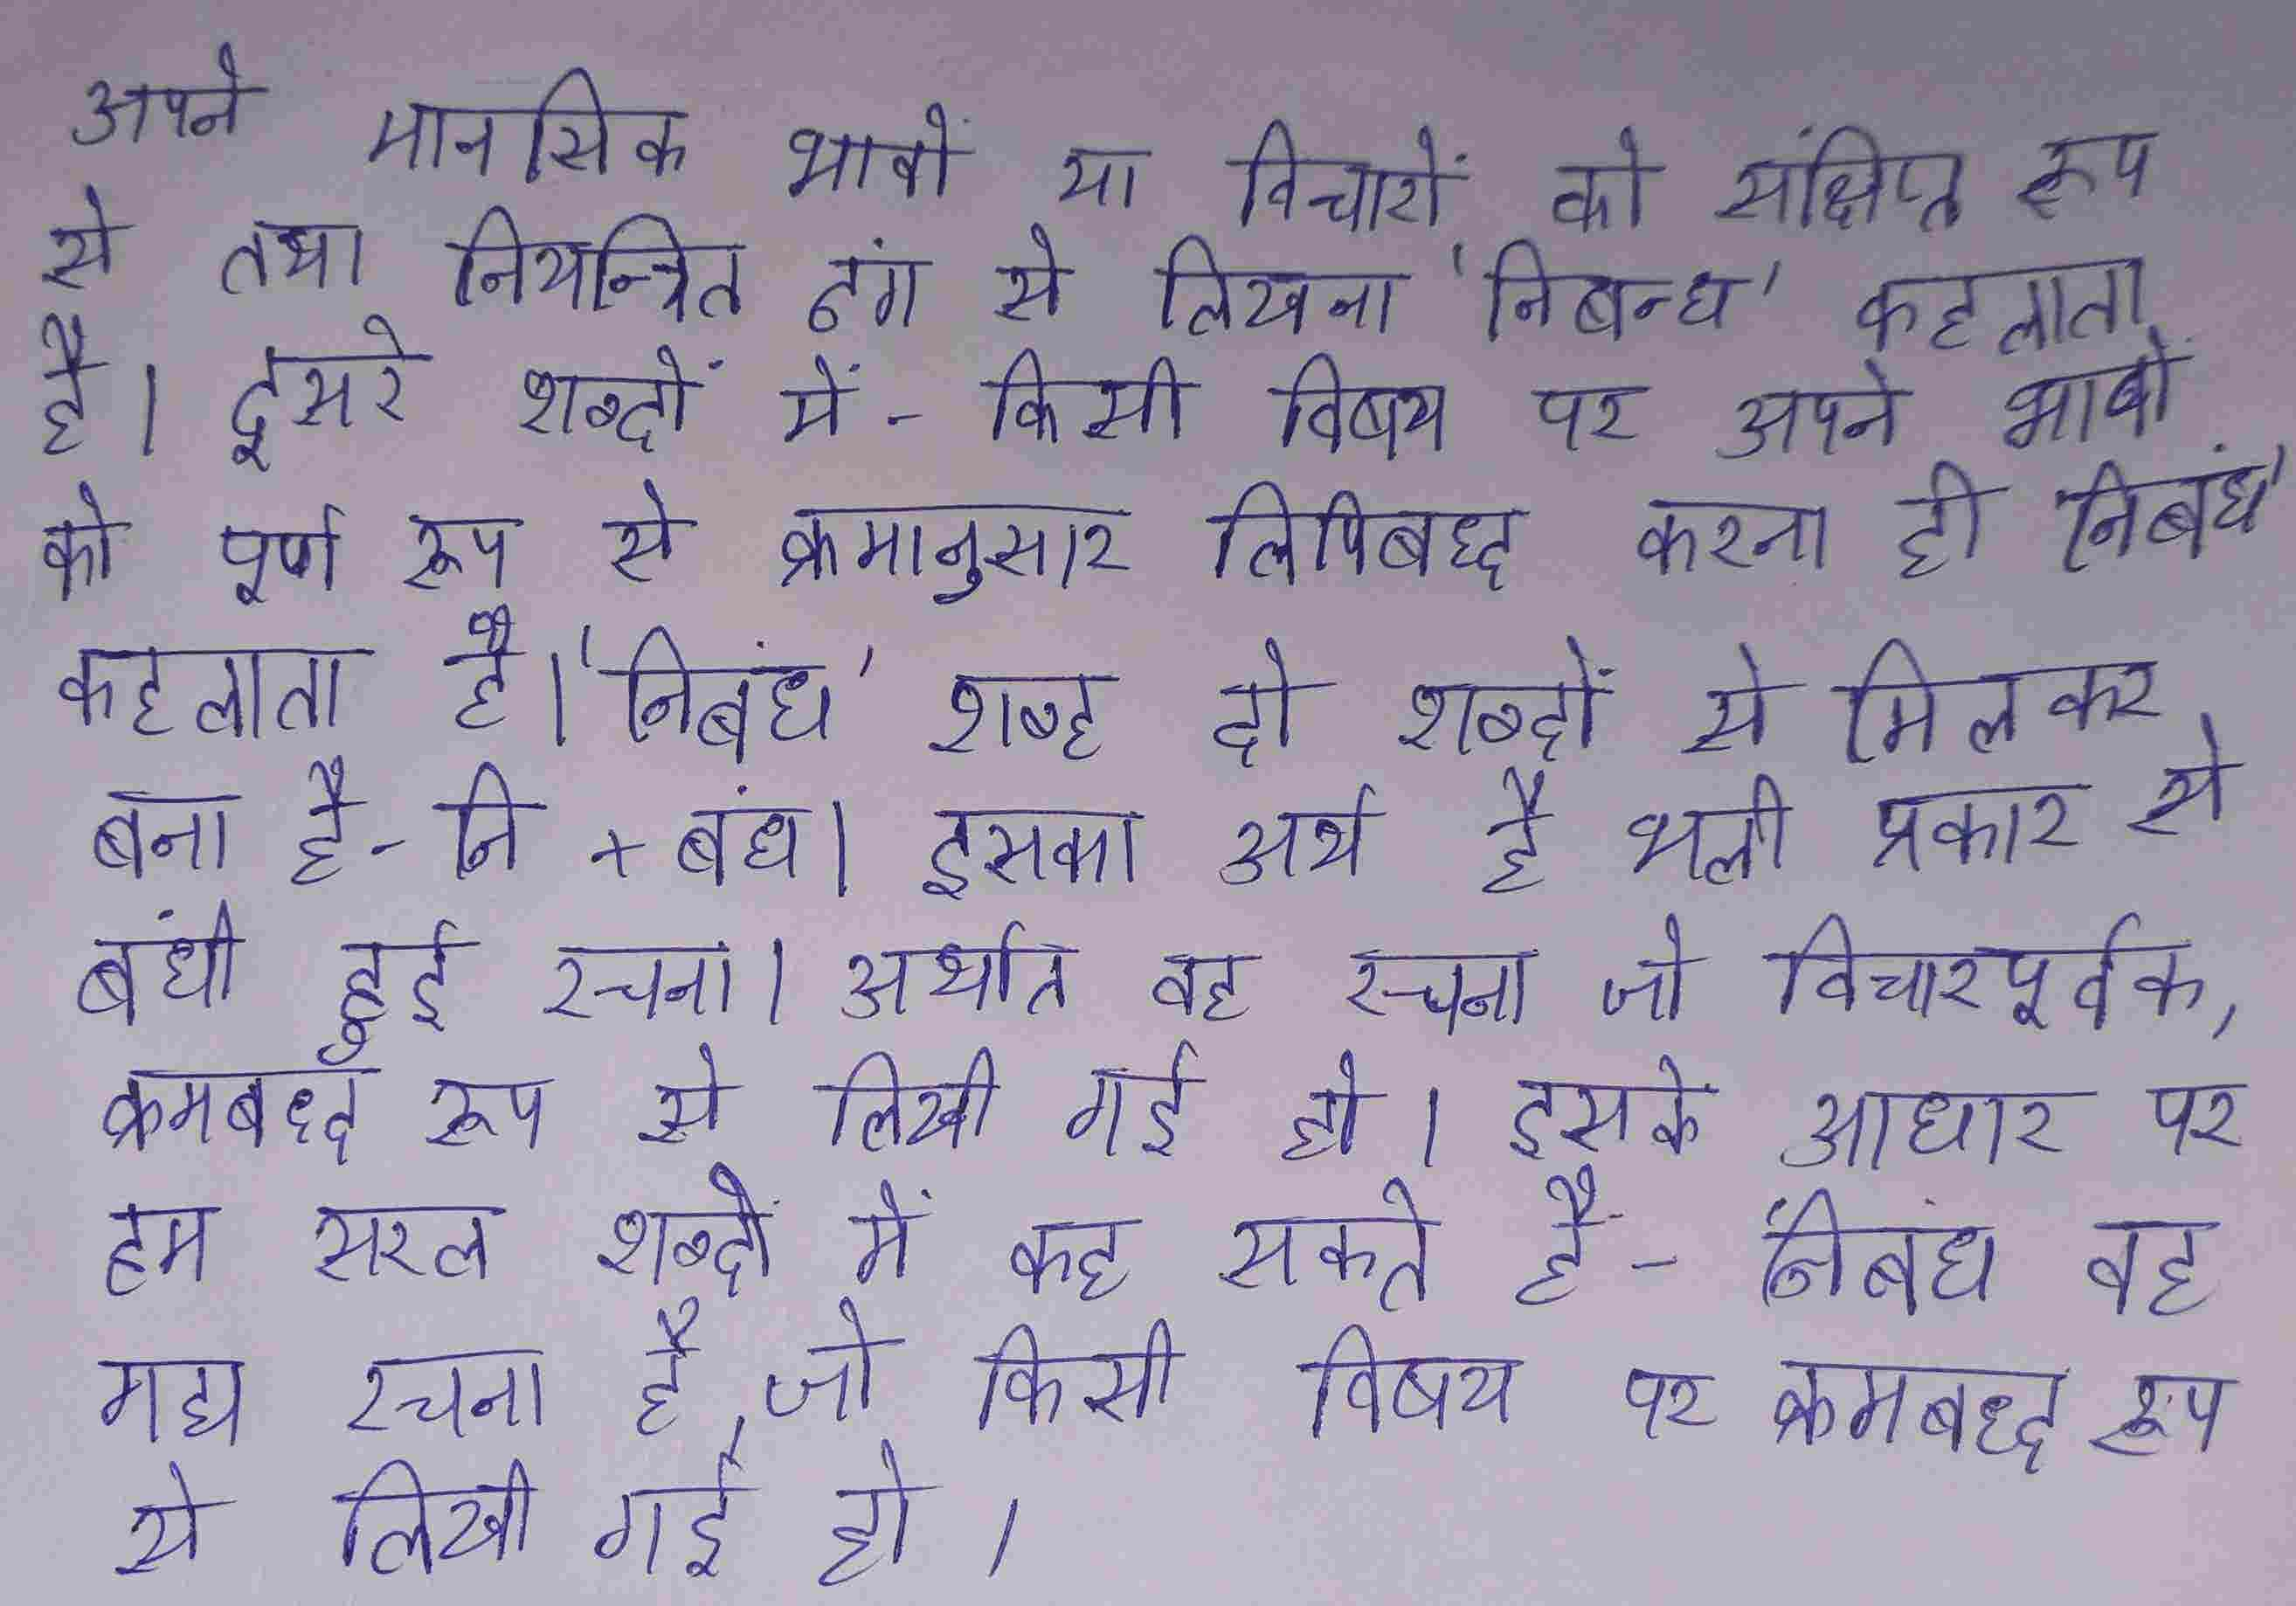 अपने मानसिक भावों या विचारों को संक्षिप्त रूप
से तथा नियन्त्रित ढंग से लिखना 'निबन्ध' कहलाता
है। दूसरे शब्दों में - किसी विषय पर अपने भावों
को पूर्ण रूप से क्रमानुसार लिपिबद्ध करना ही निबंध'
कहलाता है। 'निबंध' शब्द दो शब्दों से मिलकर
बना है- नि + बंध। इसका अर्थ है भली प्रकार से
बंधी हुई रचना। अर्थात वह रचना जो विचारपूर्वक,
क्रमबद्ध रूप से लिखी गई हो। इसके आधार पर
हम सरल शब्दों में कह सकते है- निबंध वह
गद्य रचना है, जो किसी विषय पर क्रमबद्ध रूप
से लिखी गई हो।